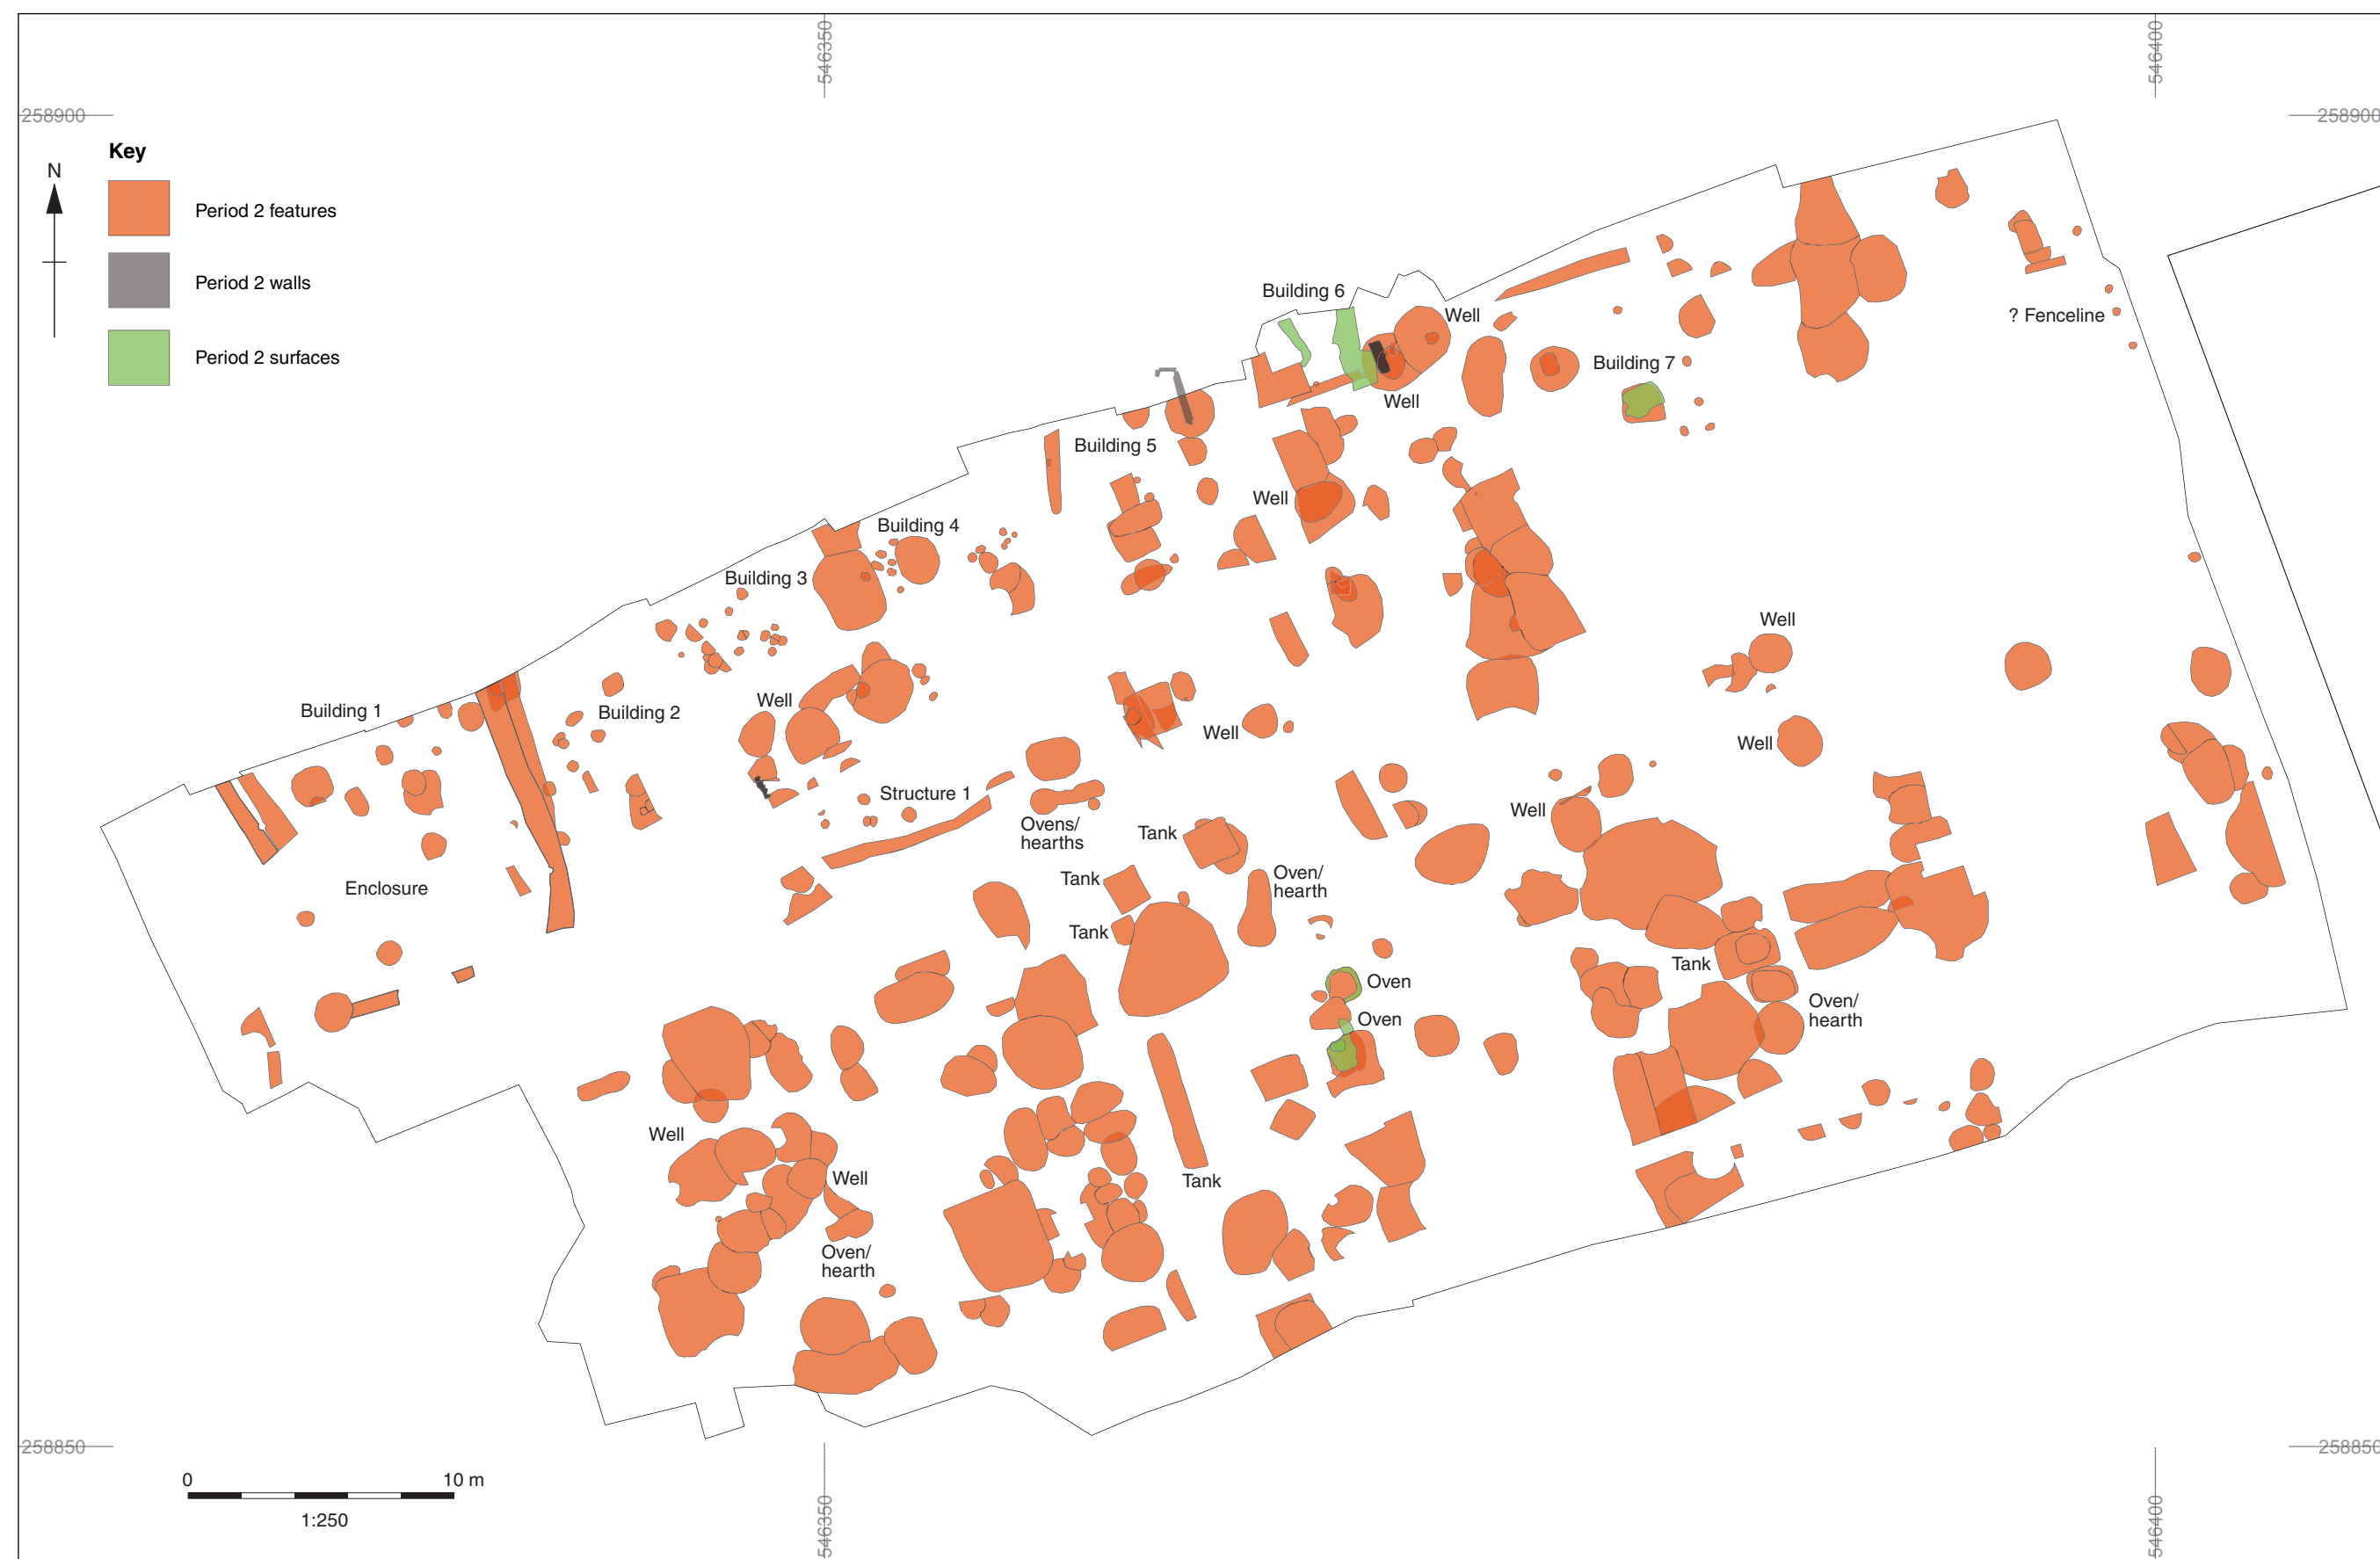 546350
546400
258900
258900
Key
N
Period 2 features
Period 2 walls
Period 2 surfaces
Building 6
Well
? Fenceline
Building 7
Well
Building 5
Well
Building 4
Building 3
Well
Building 1
Building 2
Well
Well
Well
Structure 1
Well
Ovens/
hearths
Tank
Tank
Oven/
hearth
Enclosure
Tank
Tank
Oven
Oven
Oven/
hearth
Well
Well
Tank
Oven/
hearth
258850
258850
0
10 m
1:250
546350
546400